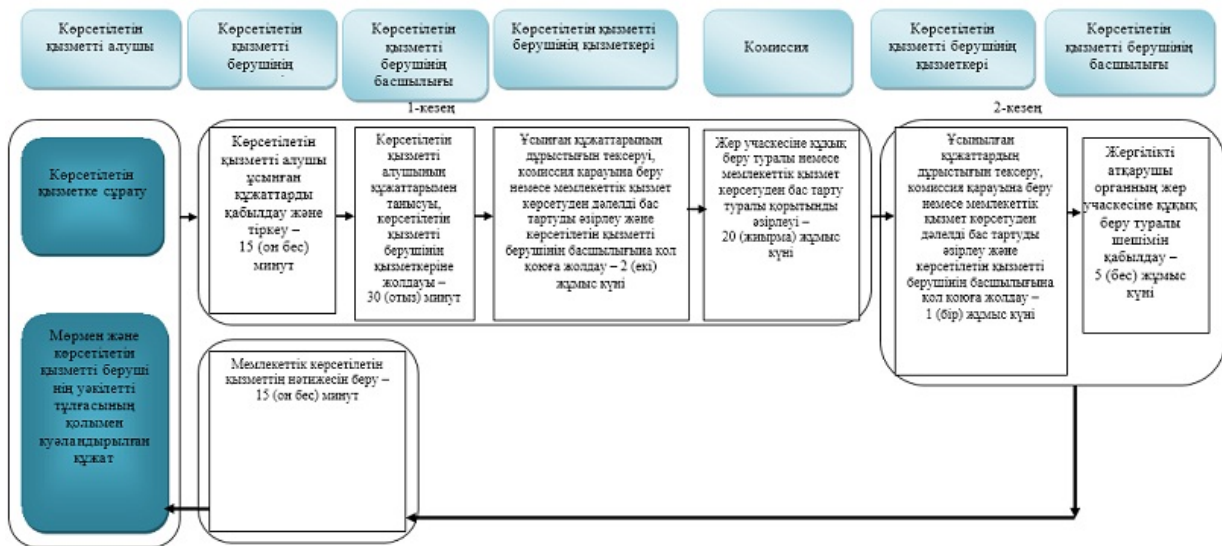 Көрсетілетін
қызметті алушы
Көрсетілетін
қызметті
берушінің
Көрсетілетін
қызметті
берушінің
басшылығы
Көрсетілетін қызметті
берушінің қызметкері
Комиссия
Көрсетілетін
қызметті берушінің
қызметкері
Көрсетілетін
қызметті берушінің
басшылығы
1-кезең
2-кезең
Көрсетілетін
қызметке сұрату
Көрсетілетін
қызметті алушы
ұсынған
құжаттарды
қабылдау және
тіркеу –
15 (он бес)
минут
Көрсетілетін
қызметті
алушының
құжаттарымен
танысуы,
көрсетілетін
қызметті
берушінің
қызметкеріне
жолдауы –
30 (отыз) минут
Ұсынған құжаттарының
дұрыстығын тексеруі,
комиссия қарауына беру
немесе мемлекеттік қызмет
көрсетуден дәлелді бас
тартуды әзірлеу және
көрсетілетін қызметті
берушінің басшылығына қол
қоюға жолдау – 2 (екі)
жұмыс күні
Жер учаскесіне құқық
беру туралы немесе
мемлекеттік қызмет
көрсетуден бас тарту
туралы қорытынды
әзірлеуі –
20 (жиырма) жұмыс
күні
Ұсынылған
құжаттардың
дұрыстығын тексеру,
комиссия қарауына беру
немесе мемлекеттік
қызмет көрсетуден
дәлелді бас тартуды
әзірлеу және
көрсетілетін қызметті
берушінің басшылығына
қол қоюға жолдау –
1 (бір) жұмыс күні
Жергілікті
атқарушы
органның жер
учаскесіне құқық
беру туралы
шешімін
қабылдау –
5 (бес) жұмыс
күні
Мөрмен және
көрсетілетін
қызметті беруші
нің уәкілетті
тұлғасының
қолымен
куәландырылған
құжат
Мемлекеттік көрсетілетін
қызметтің нәтижесін беру –
15 (он бес) минут